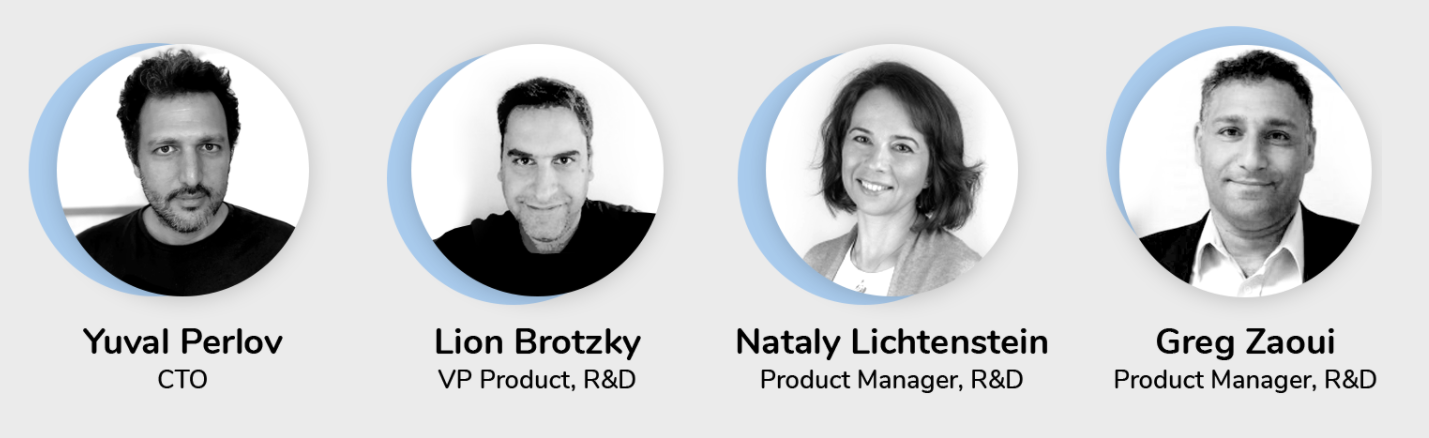 Yuval Perlov
CTO
Lion Brotzky
VP Product, R&D
Nataly Lichtenstein
Product Manager, R&D
Greg Zaoui
Product Manager, R&D